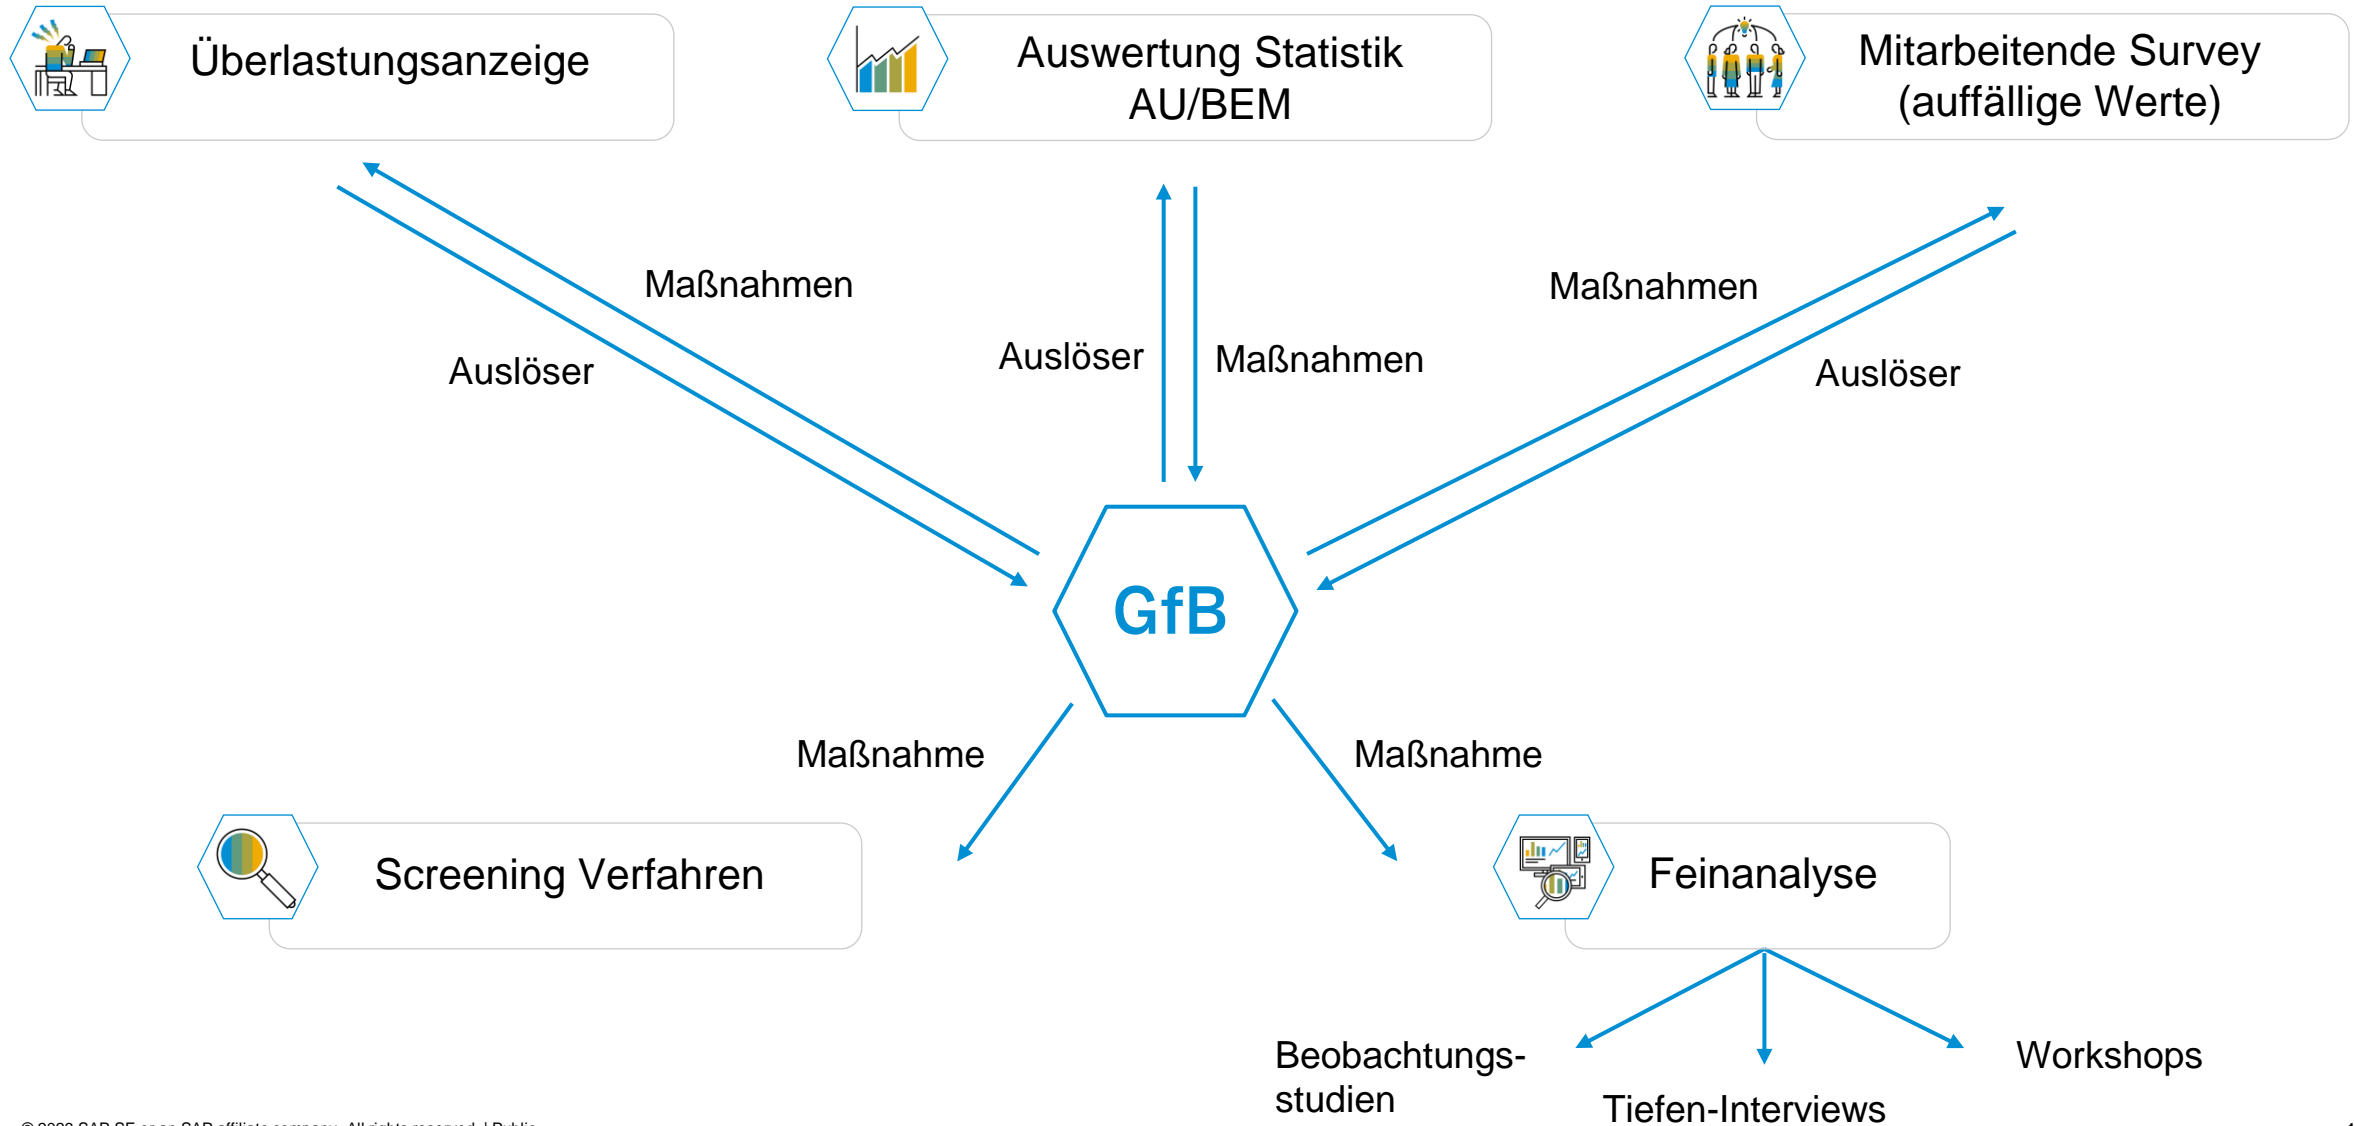 Überlastungsanzeige
Auswertung Statistik
AU/BEM
Mitarbeitende Survey
(auffällige Werte)
Maßnahmen
Auslöser
Auslöser
Maßnahmen
Maßnahmen
Auslöser
GfB
Maßnahme
Maßnahme
Screening Verfahren
Feinanalyse
Beobachtungs-
studien
Tiefen-Interviews
Workshops